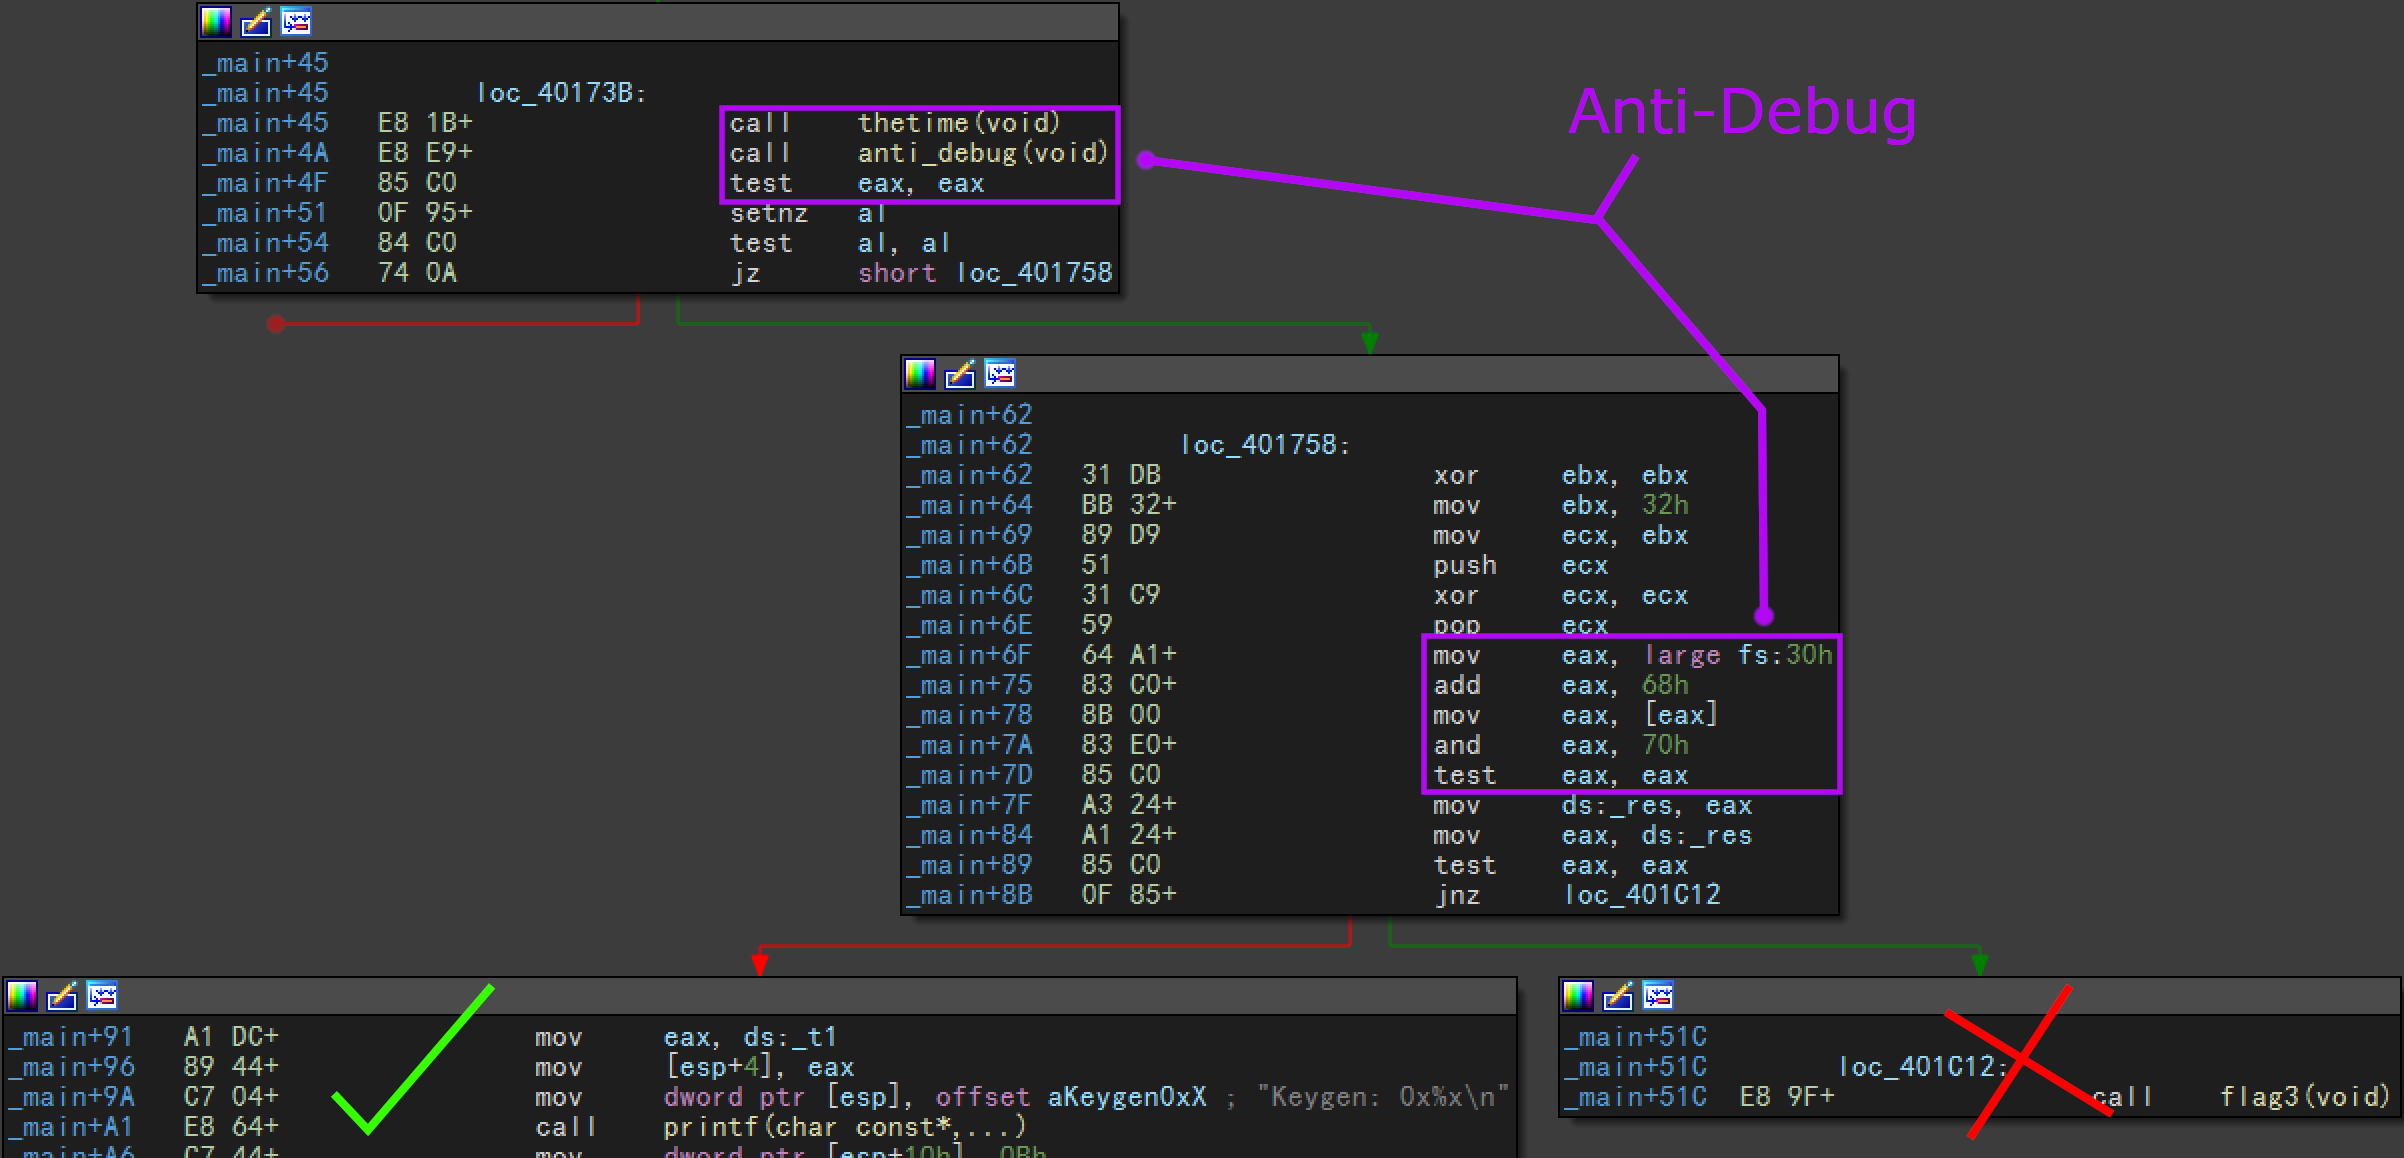 _main+45
_main+45 loc_40173B:
_main+45 E8 1B+ call thetime(void)
_main+4A E8 E9+ call anti_debug(void)
_main+4F 85 C0 test eax, eax
_main+51 0F 95+ setnz al
_main+54 84 C0 test al, al
_main+56 74 0A jz short loc_401758
Anti-Debug
_main+62
_main+62 loc_401758:
_main+62 31 DB xor ebx, ebx
_main+64 BB 32+ mov ebx, 32h
_main+69 89 D9 mov ecx, ebx
_main+6B 51 push ecx
_main+6C 31 C9 xor ecx, ecx
_main+6E 59 pop ecx
_main+6F 64 A1+ mov eax, large fs:30h
_main+75 83 C0+ add eax, 68h
_main+78 8B 00 mov eax, [eax]
_main+7A 83 E0+ and eax, 70h
_main+7D 85 C0 test eax, eax
_main+7F A3 24+ mov ds:_res, eax
_main+84 A1 24+ mov eax, ds:_res
_main+89 85 C0 test eax, eax
_main+8B 0F 85+ jnz loc_401C12
_main+91 A1 DC+ mov eax, ds:_t1
_main+96 89 44+ mov [esp+4], eax
_main+9A C7 04+ mov dword ptr [esp], offset aKeygen0xX ; "Keygen: 0x%x\n"
_main+A1 E8 64+ call printf(char const*,...)
_main+A6 C7 44+ mov dword ptr [esp+10h], 0Bh
_main+51C
_main+51C loc_401C12:
_main+51C E8 9F+ call flag3(void)